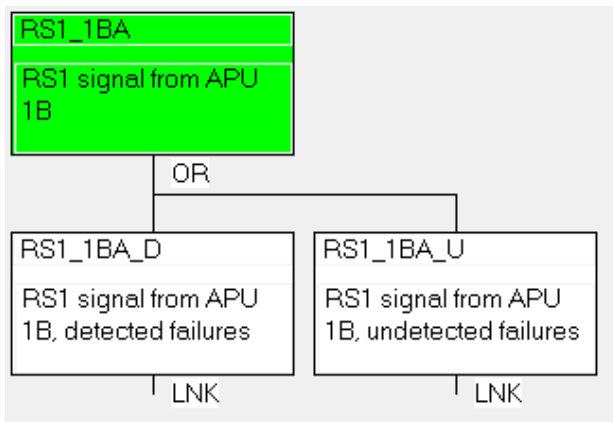 RS1_1BA
RS1 signal from APU
1B
OR
RS1_1BA_D
RS1 signal from APU
1B, detected failures
LNK
RS1_1BA_U
RS1 signal from APU
1B, undetected failures
LNK